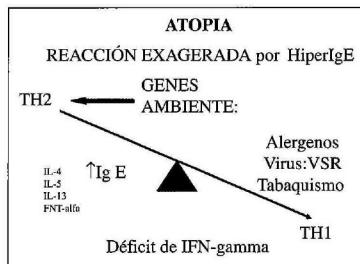 ATOPIA
REACCIÓN EXAGERADA por HiperIgE
GENES
TH2
AMBIENTE:
Alergenos
Virus:VSR
Tabaquismo
IL-4
IL-5
IL-13
FNT-alfa
↑Ig E
TH1
Déficit de IFN-gamma